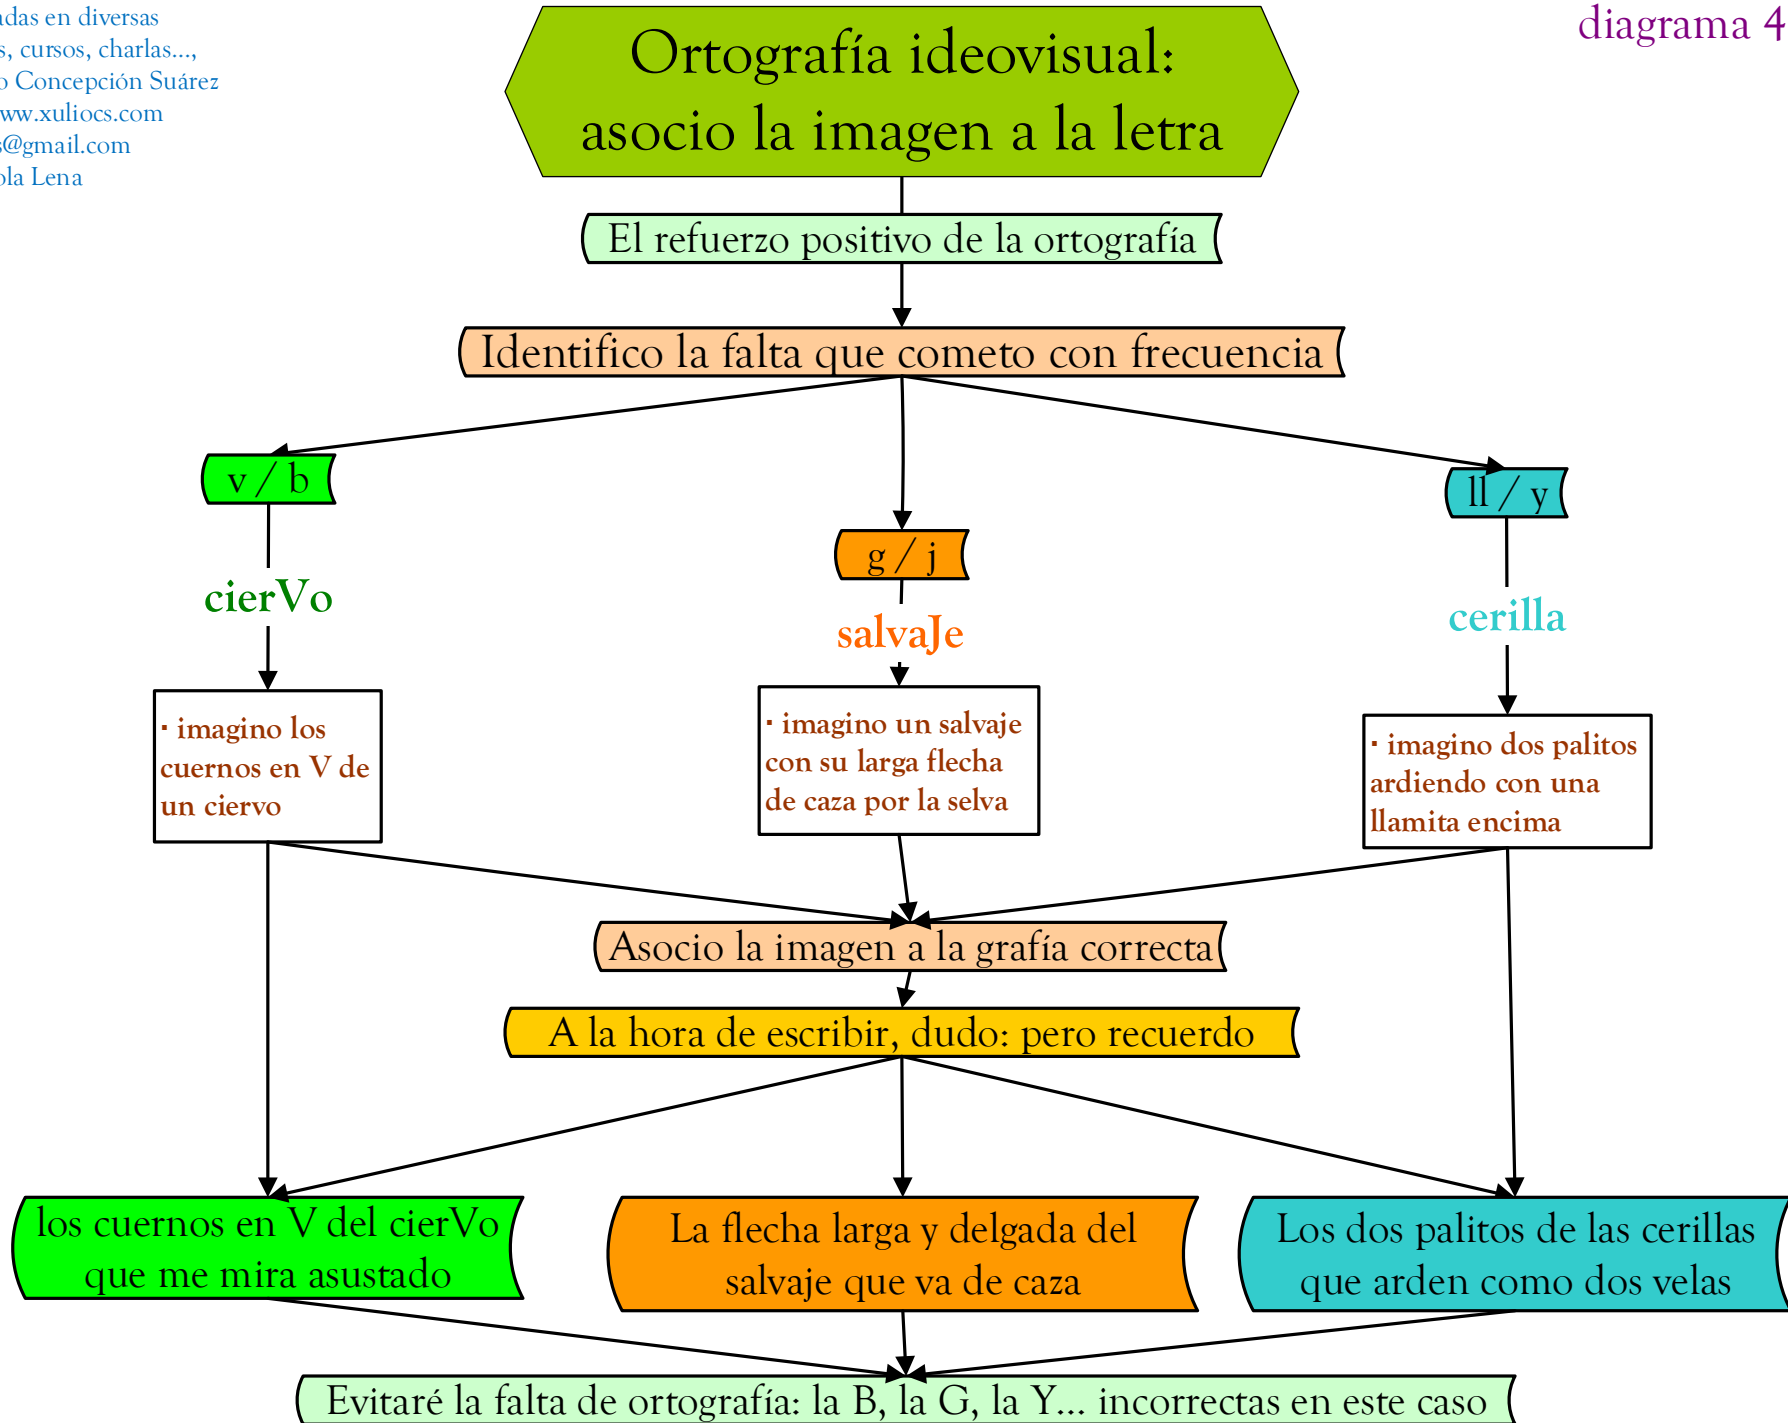 en diversas
cursos, charlas...,
Concepción Suárez
ww.xuliocs.com
@gmail.com
Lena
diagrama 4
Ortografía ideovisual:
asocio la imagen a la letra
El refuerzo positivo de la ortografía
Identifico la falta que cometo con frecuencia
v / b
g / j
ll / y
cierVo
salvaJe
cerilla
· imagino los
cuernos en V de
un ciervo
· imagino un salvaje
con su larga flecha
de caza por la selva
· imagino dos palitos
ardiendo con una
llamita encima
Asocio la imagen a la grafía correcta
A la hora de escribir, dudo: pero recuerdo
los cuernos en V del cierVo
que me mira asustado
La flecha larga y delgada del
salvaje que va de caza
Los dos palitos de las cerillas
que arden como dos velas
Evitaré la falta de ortografía: la B, la G, la Y... incorrectas en este caso